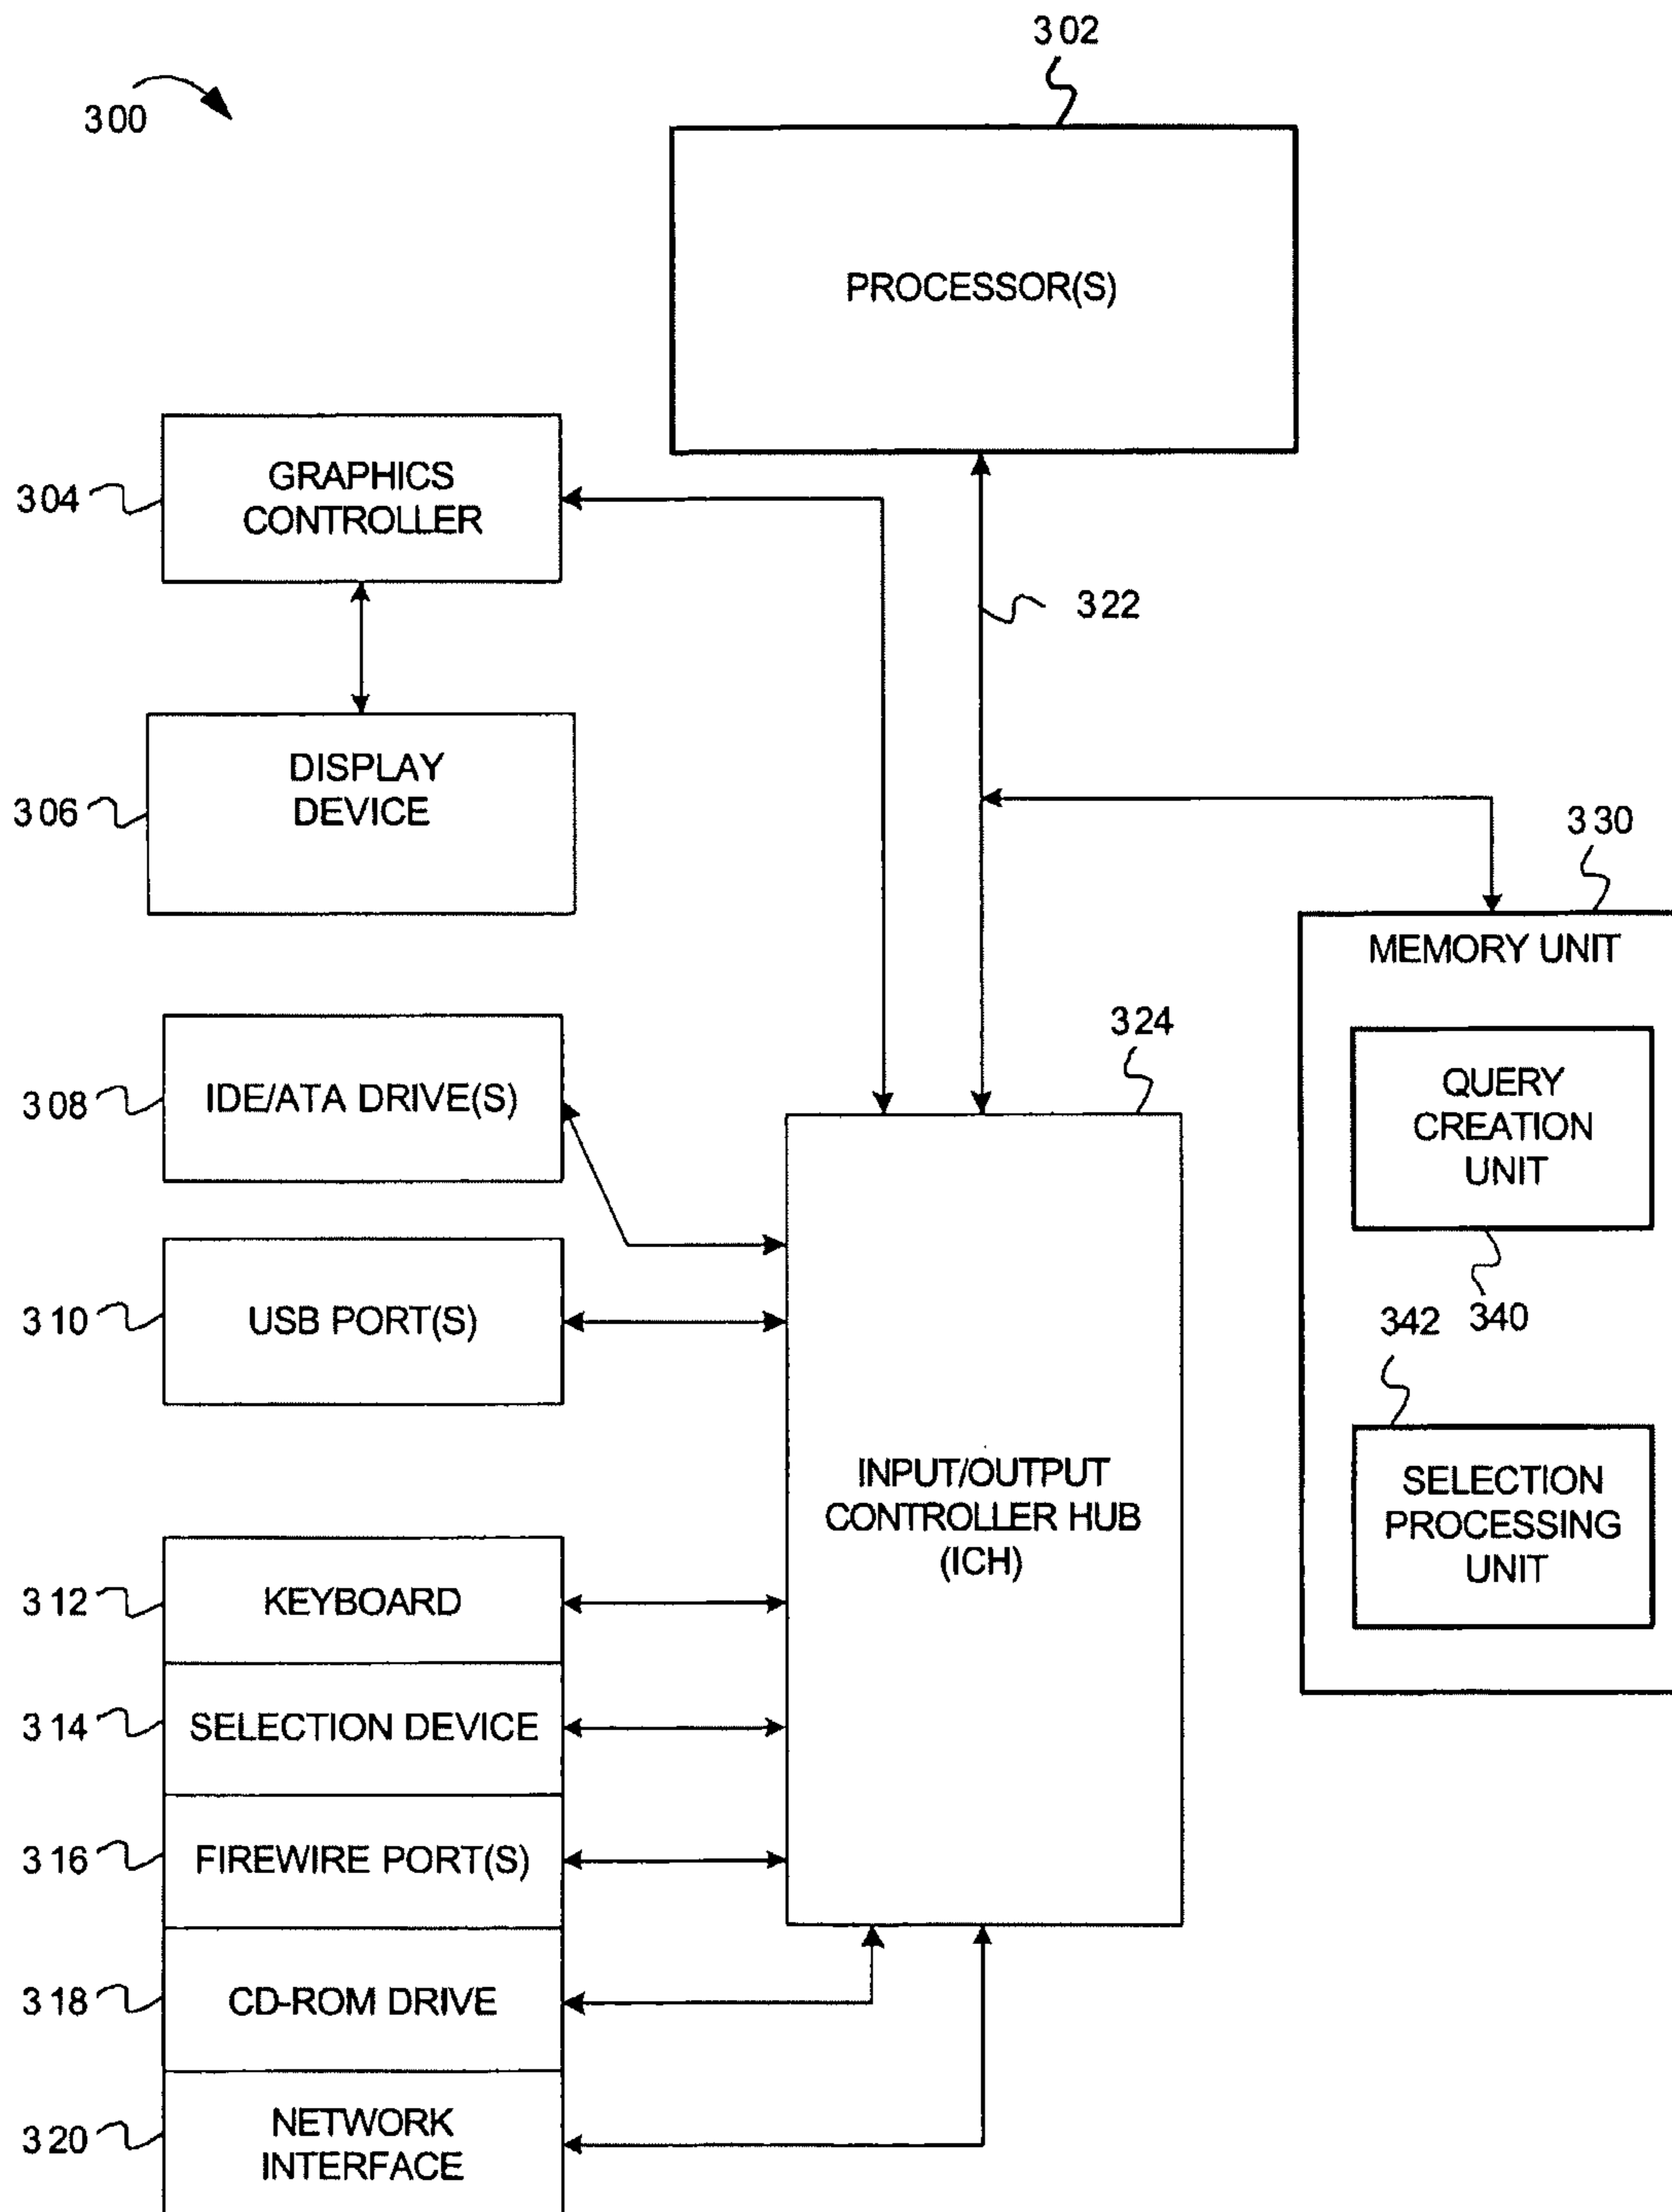 302
300
PROCESSOR(S)
GRAPHICS
CONTROLLER
304
322
DISPLAY
DEVICE
306
330
MEMORY UNIT
324
IDE/ATA DRIVE(S)
308
QUERY
CREATION
UNIT
340
USB PORT(S)
310
342
INPUT/OUTPUT
CONTROLLER HUB
(ICH)
SELECTION
PROCESSING
UNIT
KEYBOARD
312
SELECTION DEVICE
314
FIREWIRE PORT(S)
316
CD-ROM DRIVE
318
NETWORK
INTERFACE
320